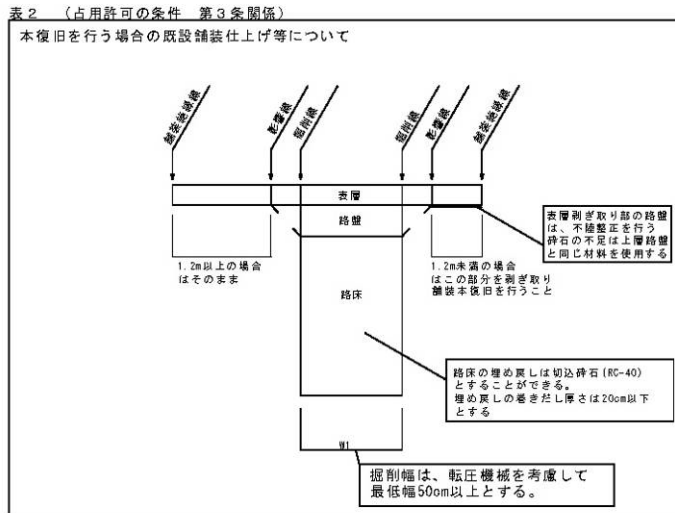 表2 （占用許可の条件 第3条関係）
本復旧を行う場合の既設舗装仕上げ等について
舗装絶縁線
影響線
掘削線
掘削線
影響線
舗装絶縁線
表層
路盤
表層剥ぎ取り部の路盤
は、不陸整正を行う
砕石の不足は上層路盤
と同じ材料を使用する
1.2m以上の場合
はそのまま
1.2m未満の場合
はこの部分を剥ぎ取り
舗装本復旧を行うこと
路床
路床の埋め戻しは切込砕石(RC-40)
とすることができる。
埋め戻しの巻きだし厚さは20cm以下
とする
W1
掘削幅は、転圧機械を考慮して
最低幅50cm以上とする。